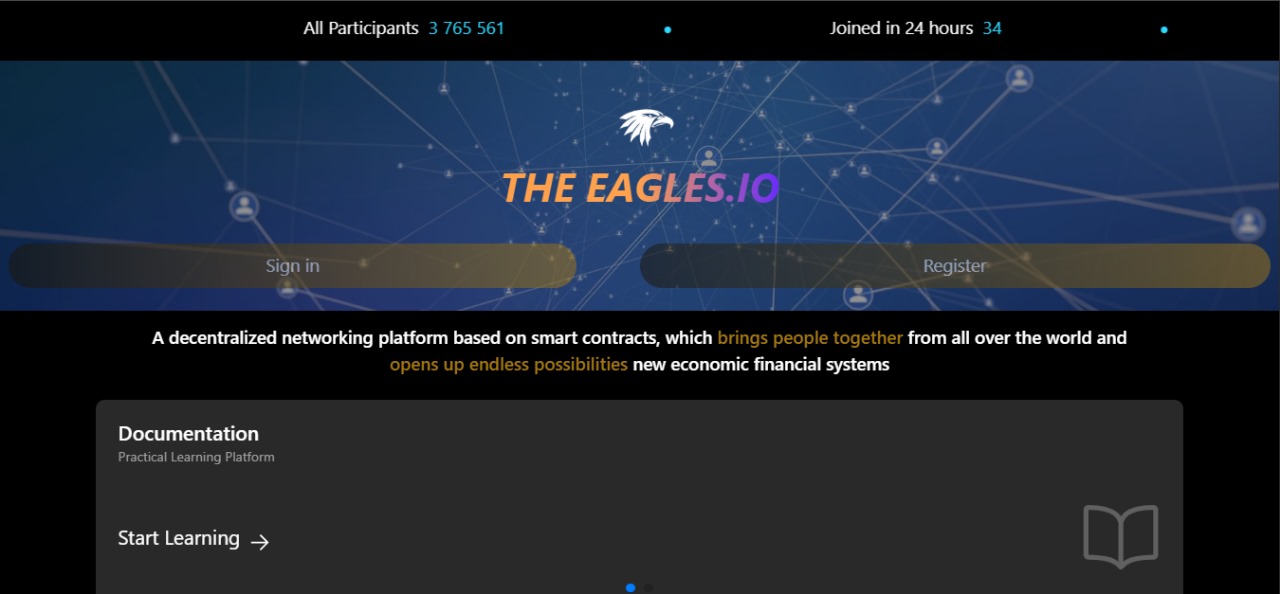 All Participants 3 765 561
Joined in 24 hours 34
THE EAGLES.IO
Sign in
Register
A decentralized networking platform based on smart contracts, which brings people together from all over the world and
opens up endless possibilities new economic financial systems
Documentation
Practical Learning Platform
Start Learning →